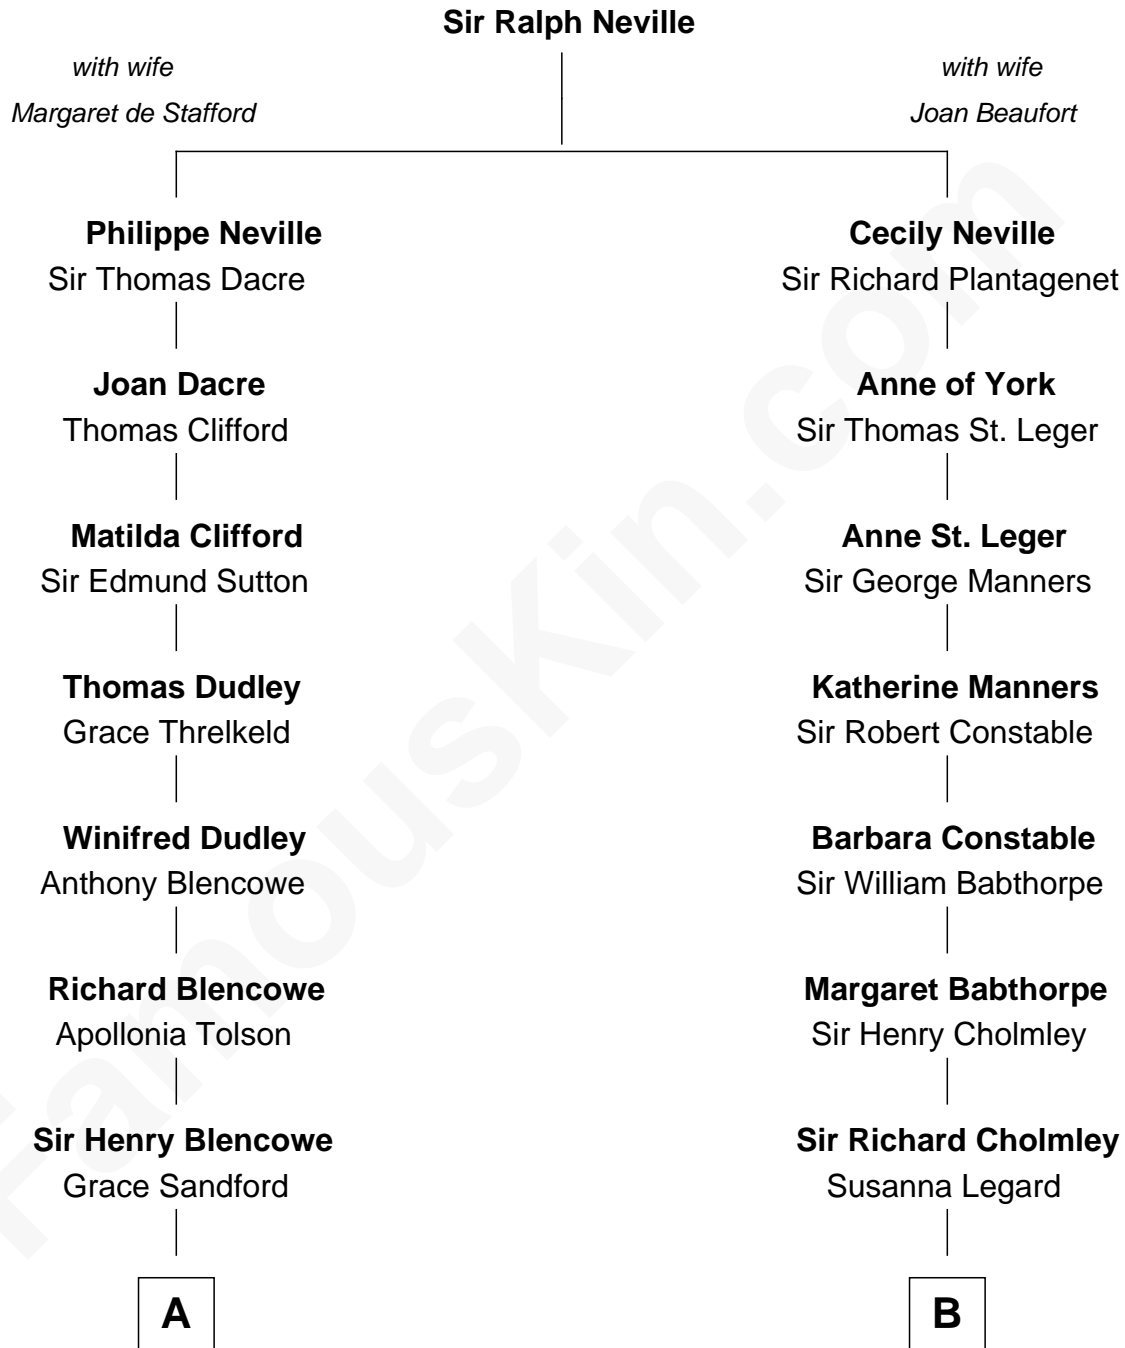 Sir Ralph Neville
with wife
Margaret de Stafford
with wife
Joan Beaufort
Philippe Neville
Sir Thomas Dacre
Joan Dacre
Thomas Clifford
Matilda Clifford
Sir Edmund Sutton
Thomas Dudley
Grace Threlkeld
Winifred Dudley
Anthony Blencowe
Richard Blencowe
Apollonia Tolson
Sir Henry Blencowe
Grace Sandford
A
Cecily Neville
Sir Richard Plantagenet
Anne of York
Sir Thomas St. Leger
Anne St. Leger
Sir George Manners
Katherine Manners
Sir Robert Constable
Barbara Constable
Sir William Babthorpe
Margaret Babthorpe
Sir Henry Cholmley
Sir Richard Cholmley
Susanna Legard
B
FamousKin.com